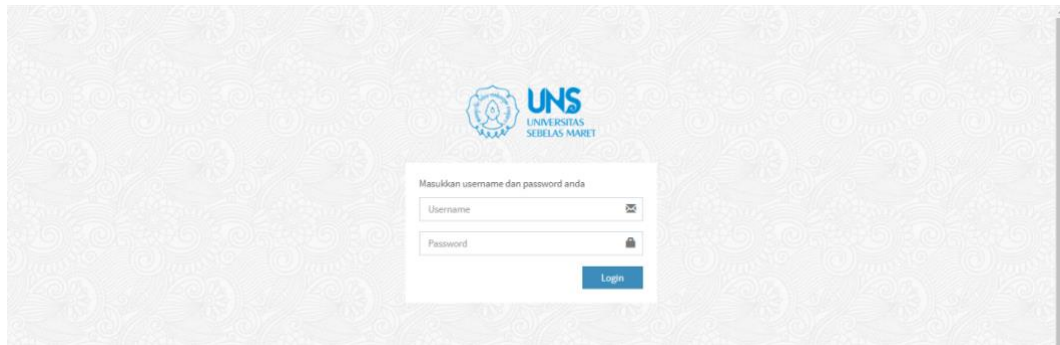 UNS
UNIVERSITAS
SEBELAS MARET
Masukkan username dan password anda
Username
Password
Login